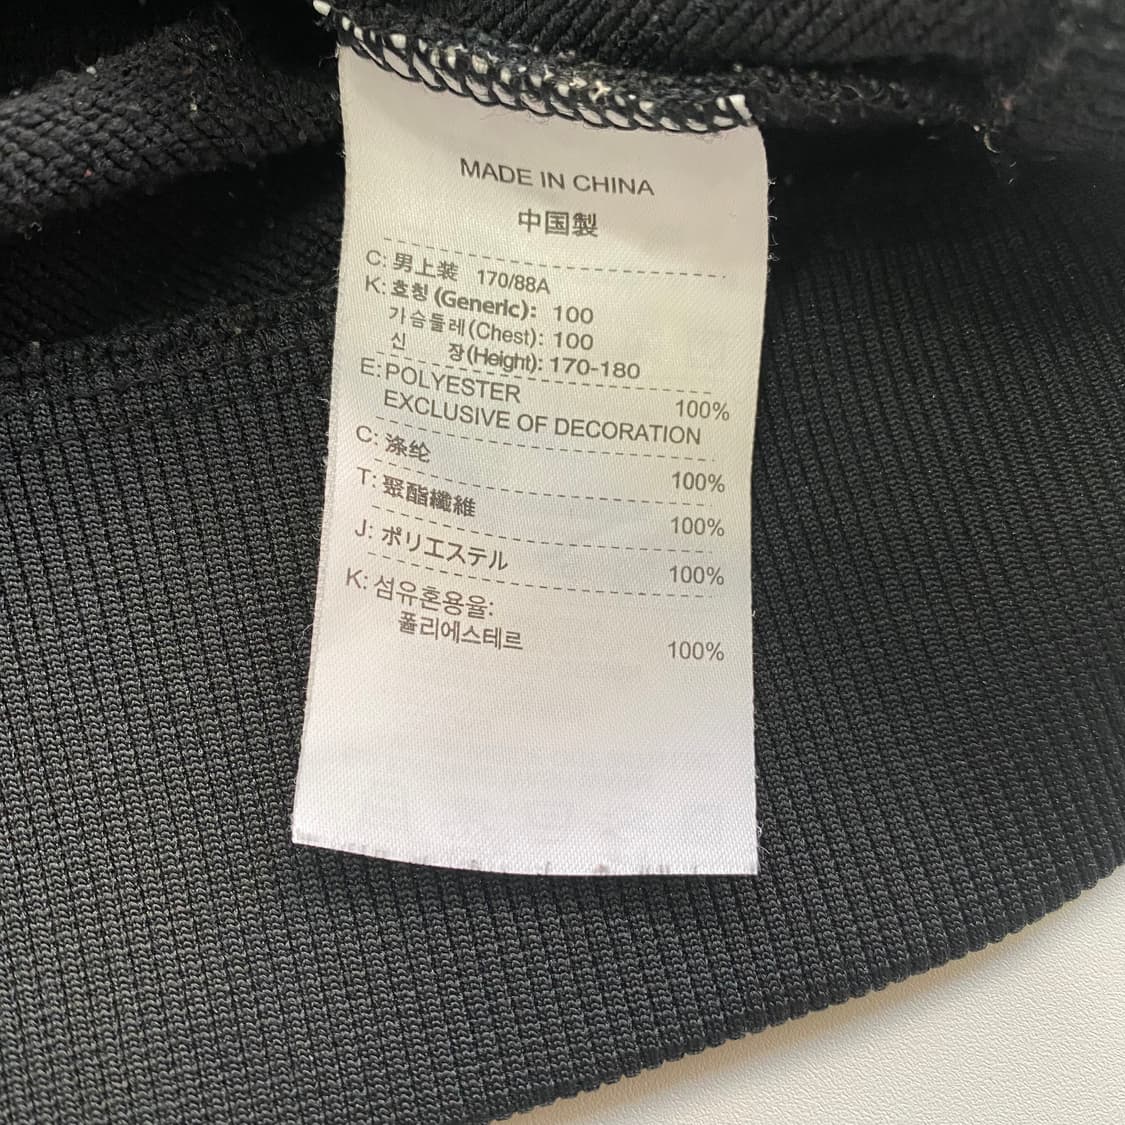 MADE IN CHINA
中国製
C: 男上装 170/88A
K: 호칭 (Generic): 100
가슴둘레(Chest): 100
신 장(Height): 170-180
E: POLYESTER 100%
EXCLUSIVE OF DECORATION
C: 涤纶 100%
T: 聚酯纖維 100%
J: ポリエステル 100%
K: 섬유혼용율:
폴리에스테르 100%